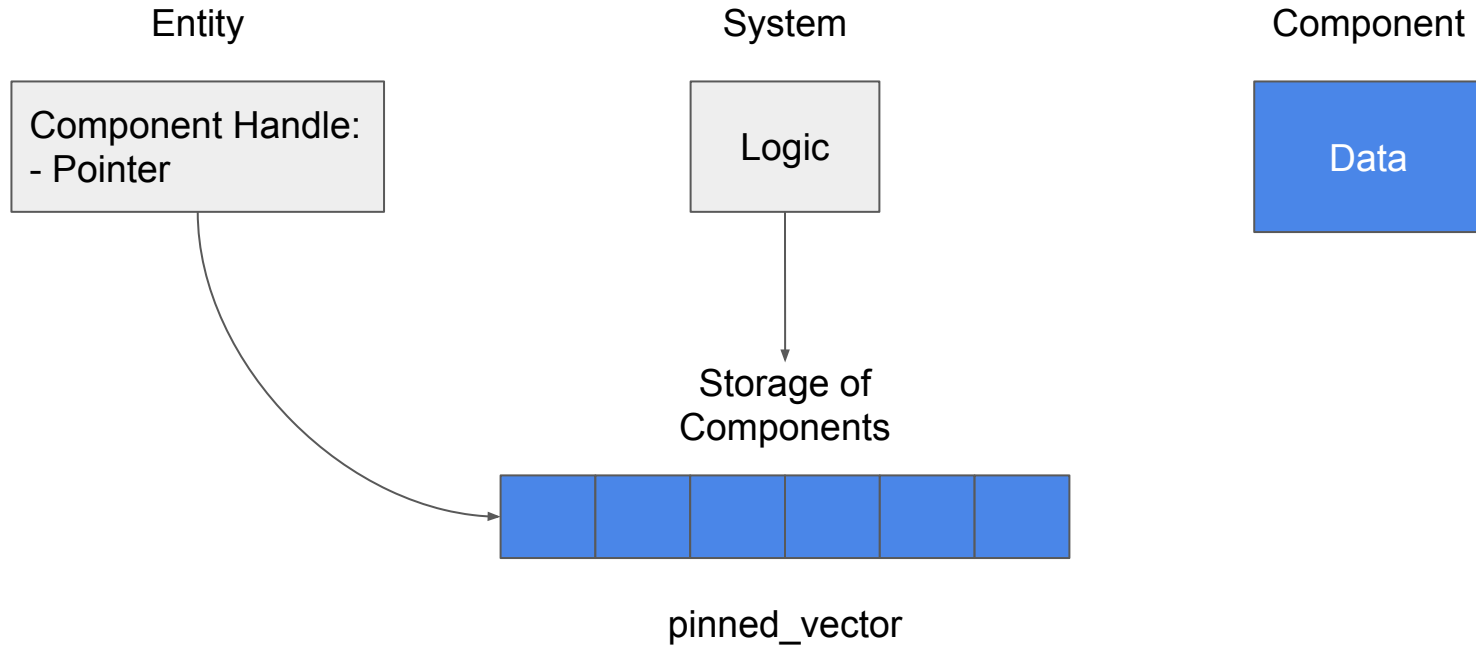 Entity
System
Component
Component Handle:
- Pointer
Logic
Data
Storage of
Components
pinned_vector